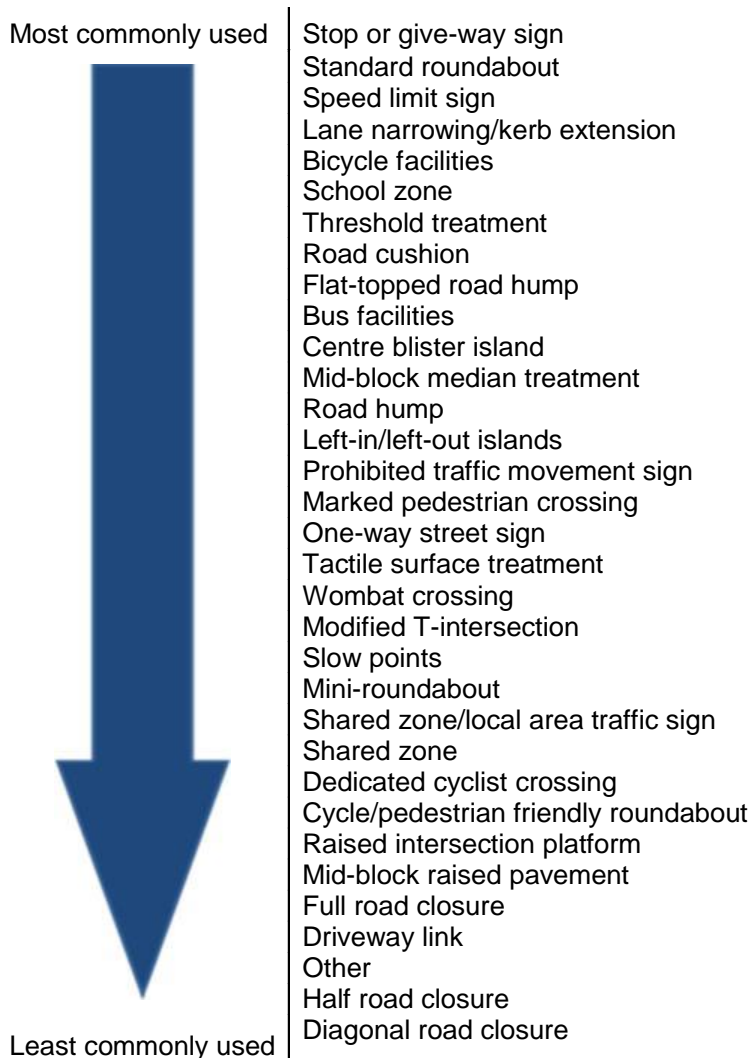 Most commonly used
Stop or give-way sign
Standard roundabout
Speed limit sign
Lane narrowing/kerb extension
Bicycle facilities
School zone
Threshold treatment
Road cushion
Flat-topped road hump
Bus facilities
Centre blister island
Mid-block median treatment
Road hump
Left-in/left-out islands
Prohibited traffic movement sign
Marked pedestrian crossing
One-way street sign
Tactile surface treatment
Wombat crossing
Modified T-intersection
Slow points
Mini-roundabout
Shared zone/local area traffic sign
Shared zone
Dedicated cyclist crossing
Cycle/pedestrian friendly roundabout
Raised intersection platform
Mid-block raised pavement
Full road closure
Driveway link
Other
Half road closure
Diagonal road closure
Least commonly used